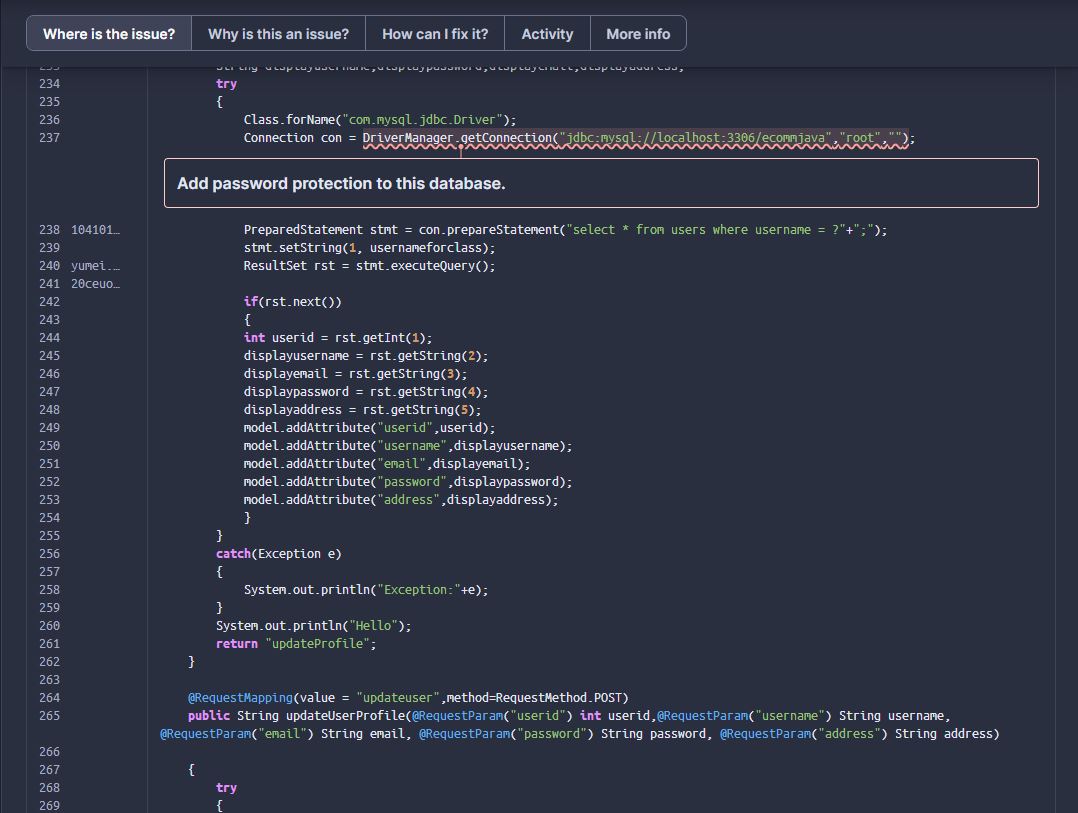 Where is the issue? Why is this an issue? How can I fix it? Activity More info
233 String displayusername,displaypassword,displayemail,displayaddress;
234 try
235 {
236 Class.forName("com.mysql.jdbc.Driver");
237 Connection con = DriverManager.getConnection("jdbc:mysql://localhost:3306/ecommjava","root","");
Add password protection to this database.
238 104101… PreparedStatement stmt = con.prepareStatement("select * from users where username = ?"+";");
239 stmt.setString(1, usernameforclass);
240 yumei.… ResultSet rst = stmt.executeQuery();
241 20ceuo…
242 if(rst.next())
243 {
244 int userid = rst.getInt(1);
245 displayusername = rst.getString(2);
246 displayemail = rst.getString(3);
247 displaypassword = rst.getString(4);
248 displayaddress = rst.getString(5);
249 model.addAttribute("userid",userid);
250 model.addAttribute("username",displayusername);
251 model.addAttribute("email",displayemail);
252 model.addAttribute("password",displaypassword);
253 model.addAttribute("address",displayaddress);
254 }
255 }
256 catch(Exception e)
257 {
258 System.out.println("Exception:"+e);
259 }
260 System.out.println("Hello");
261 return "updateProfile";
262 }
263
264 @RequestMapping(value = "updateuser",method=RequestMethod.POST)
265 public String updateUserProfile(@RequestParam("userid") int userid,@RequestParam("username") String username,
@RequestParam("email") String email, @RequestParam("password") String password, @RequestParam("address") String address)
266
267 {
268 try
269 {